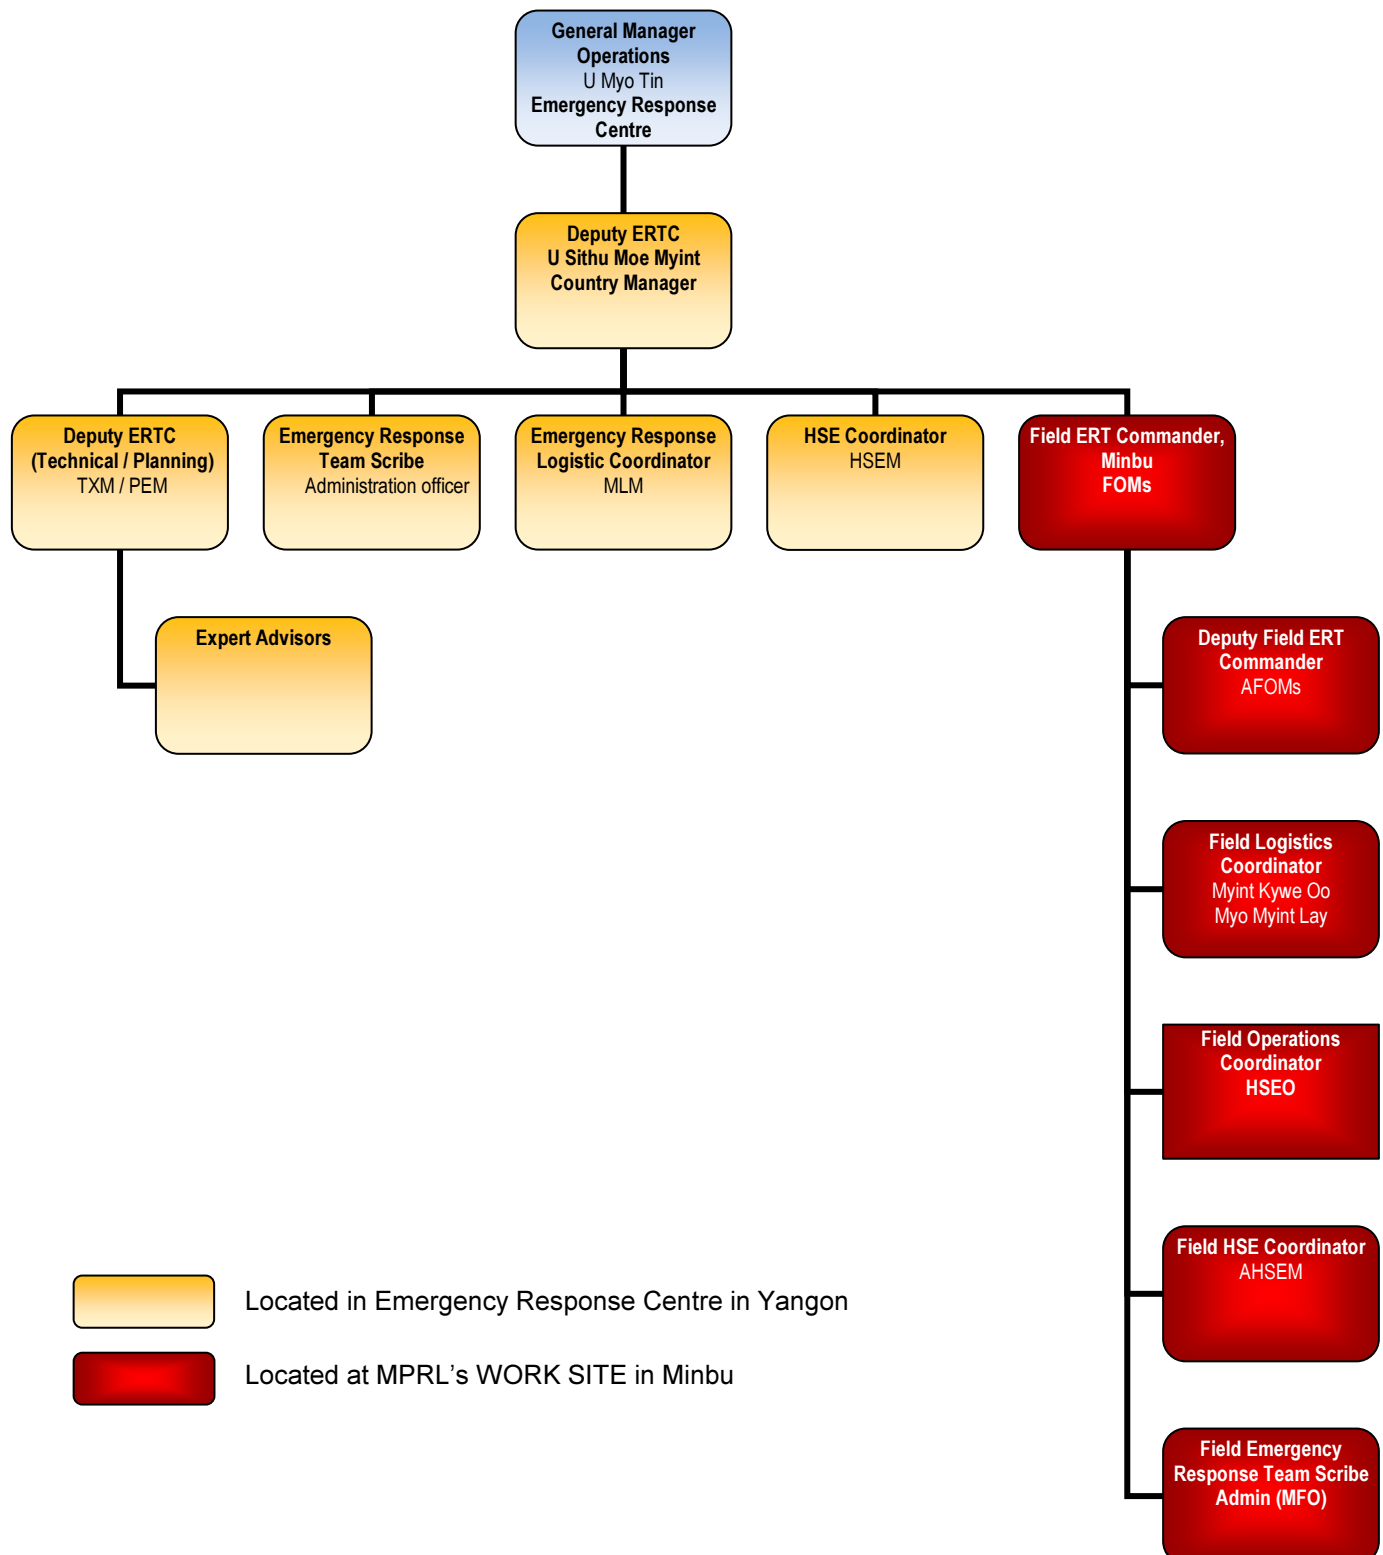 General Manager
Operations
U Myo Tin
Emergency Response
Centre
Deputy ERTC
U Sithu Moe Myint
Country Manager
Deputy ERTC
(Technical / Planning)
TXM / PEM
Emergency Response
Team Scribe
Administration officer
Emergency Response
Logistic Coordinator
MLM
HSE Coordinator
HSEM
Field ERT Commander,
Minbu
FOMs
Expert Advisors
Deputy Field ERT
Commander
AFOMs
Field Logistics
Coordinator
Myint Kywe Oo
Myo Myint Lay
Field Operations
Coordinator
HSEO
Field HSE Coordinator
AHSEM
Field Emergency
Response Team Scribe
Admin (MFO)
Located in Emergency Response Centre in Yangon
Located at MPRL's WORK SITE in Minbu